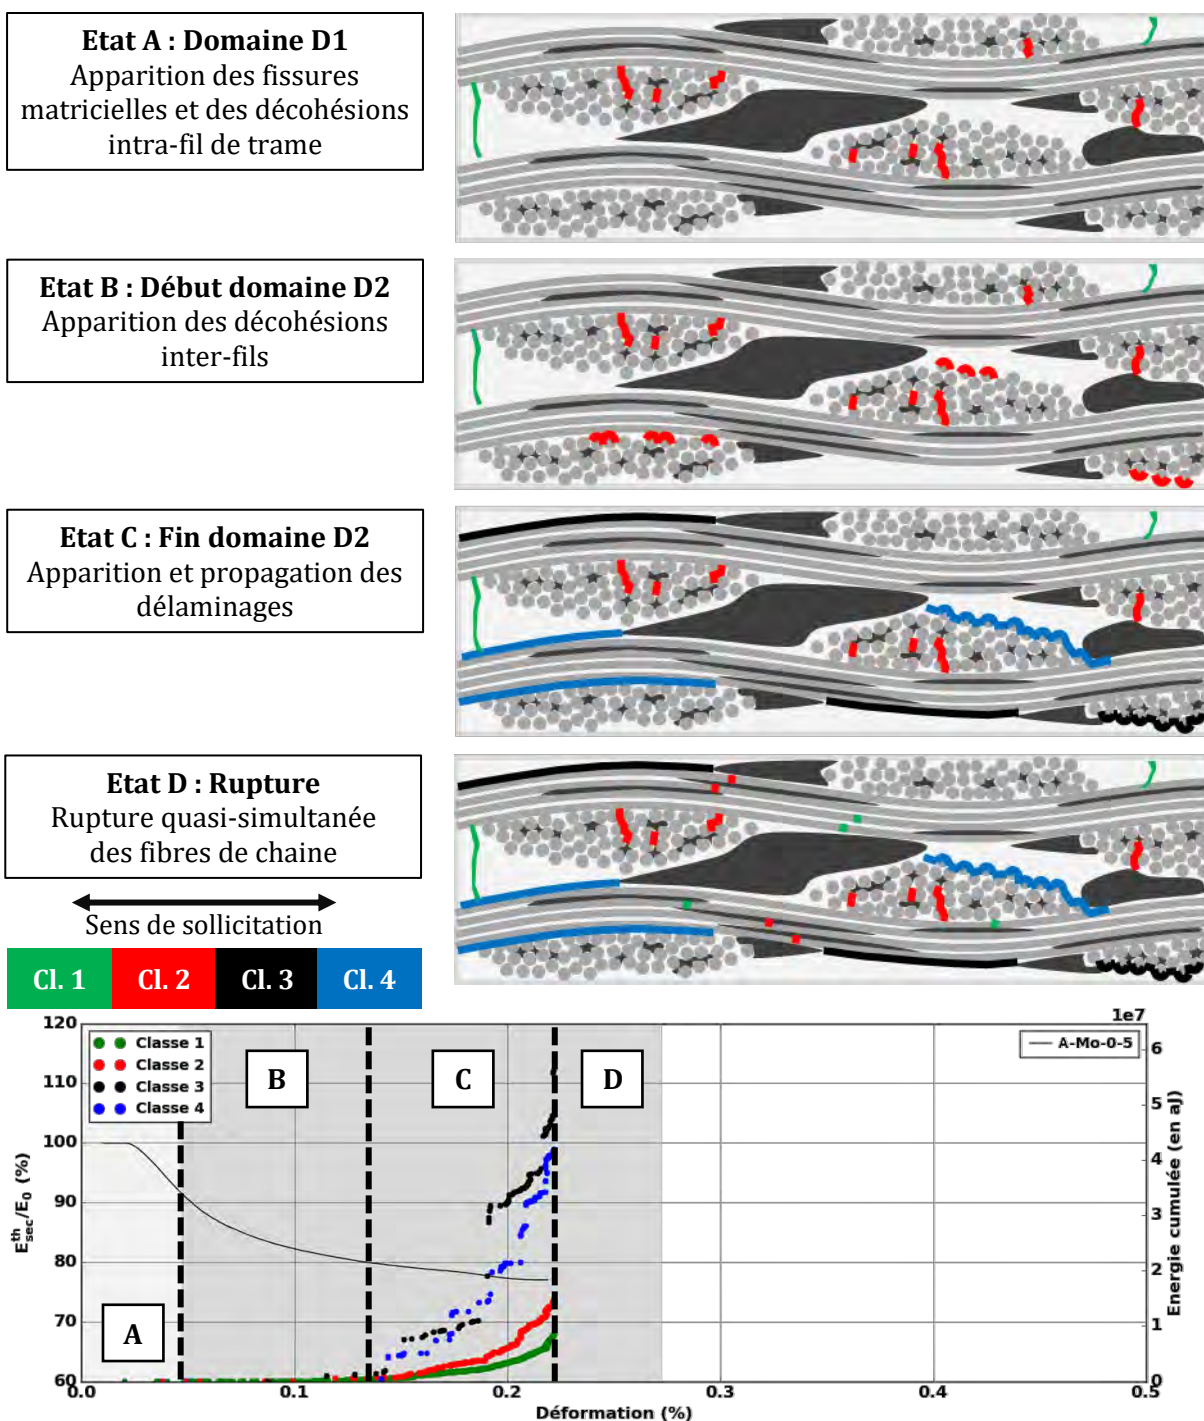 Etat A : Domaine D1
Apparition des fissures
matricielles et des décohésions
intra-fil de trame
Etat B : Début domaine D2
Apparition des décohésions
inter-fils
Etat C : Fin domaine D2
Apparition et propagation des
délaminages
Etat D : Rupture
Rupture quasi-simultanée
des fibres de chaine
Sens de sollicitation
Cl. 1 Cl. 2 Cl. 3 Cl. 4
1e7
Classe 1
Classe 2
Classe 3
Classe 4
A-Mo-0-5
A
B
C
D
120
110
100
90
80
70
60
E_sec^th/E_0 (%)
6
5
4
3
2
1
0
Energie cumulée (en aJ)
0.0 0.1 0.2 0.3 0.4 0.5
Déformation (%)